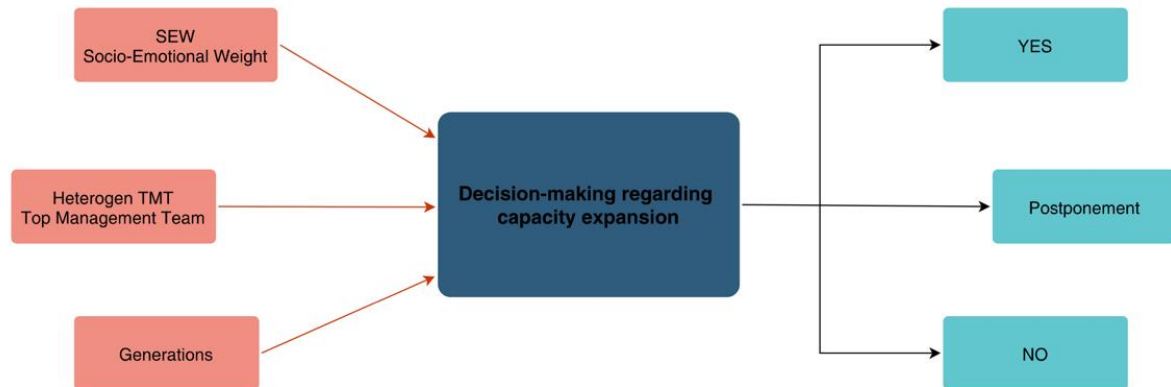 SEW
Socio-Emotional Weight
Heterogen TMT
Top Management Team
Generations
Decision-making regarding
capacity expansion
YES
Postponement
NO